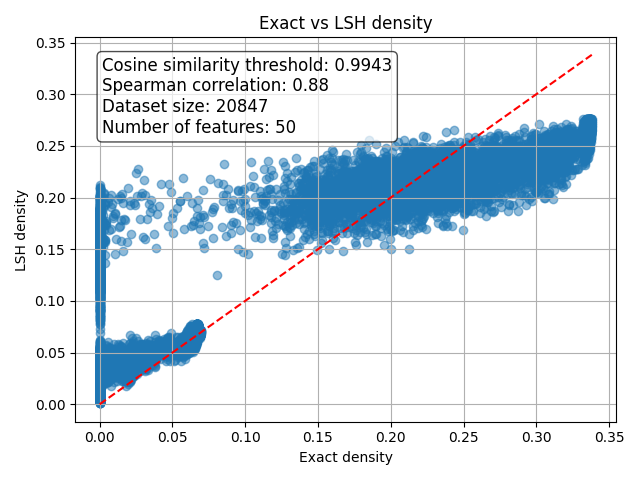 Exact vs LSH density
Cosine similarity threshold: 0.9943
Spearman correlation: 0.88
Dataset size: 20847
Number of features: 50
0.35
0.30
0.25
0.20
0.15
0.10
0.05
0.00
LSH density
0.00 0.05 0.10 0.15 0.20 0.25 0.30 0.35
Exact density